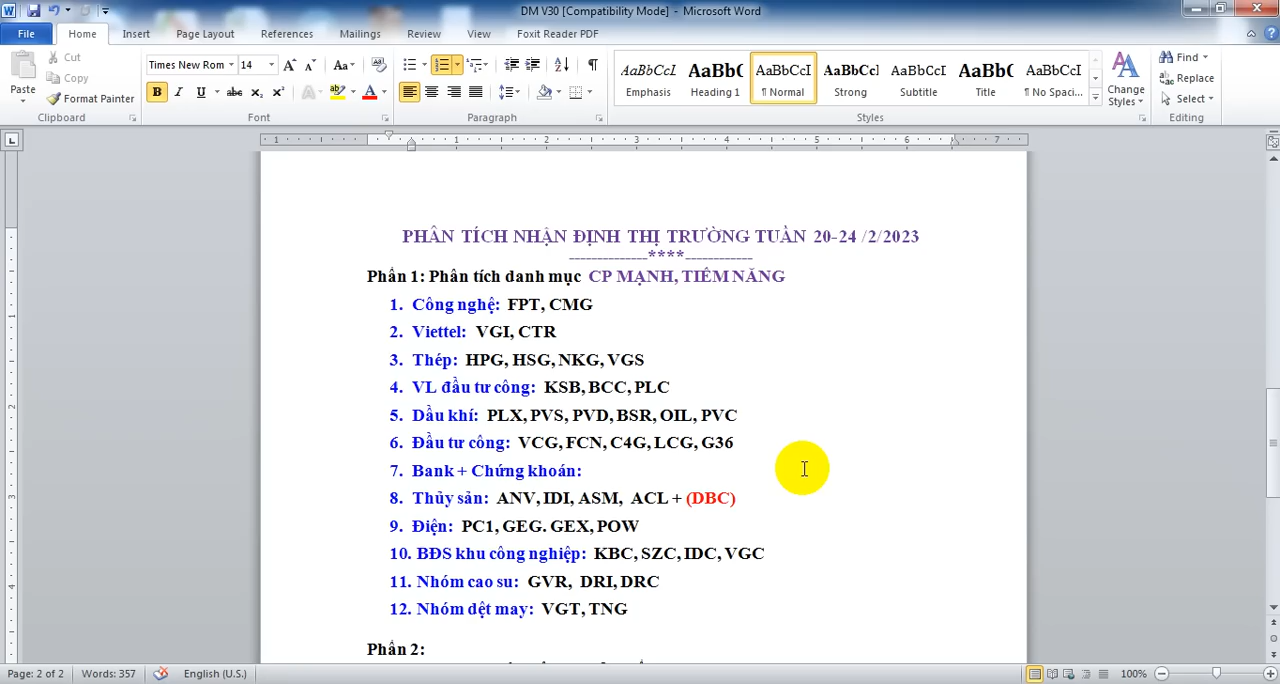 DM V30 [Compatibility Mode] - Microsoft Word
File Home Insert Page Layout References Mailings Review View Foxit Reader PDF
Paste
Cut
Copy
Format Painter
Clipboard
Times New Rom 14
Font
Paragraph
AaBbCcI AaBb( AaBbCcI AaBbCcl AaBbCcI AaBb( AaBbCcI
Emphasis Heading 1 ¶ Normal Strong Subtitle Title ¶ No Spaci...
Styles
Change Styles
Find
Replace
Select
Editing
PHÂN TÍCH NHẬN ĐỊNH THỊ TRƯỜNG TUẦN 20-24 /2/2023
--------------****------------
Phần 1: Phân tích danh mục CP MẠNH, TIỀM NĂNG
1. Công nghệ: FPT, CMG
2. Viettel: VGI, CTR
3. Thép: HPG, HSG, NKG, VGS
4. VL đầu tư công: KSB, BCC, PLC
5. Dầu khí: PLX, PVS, PVD, BSR, OIL, PVC
6. Đầu tư công: VCG, FCN, C4G, LCG, G36
7. Bank + Chứng khoán:
8. Thủy sản: ANV, IDI, ASM, ACL + (DBC)
9. Điện: PC1, GEG. GEX, POW
10. BĐS khu công nghiệp: KBC, SZC, IDC, VGC
11. Nhóm cao su: GVR, DRI, DRC
12. Nhóm dệt may: VGT, TNG
Phần 2:
Page: 2 of 2 Words: 357 English (U.S.) 100%